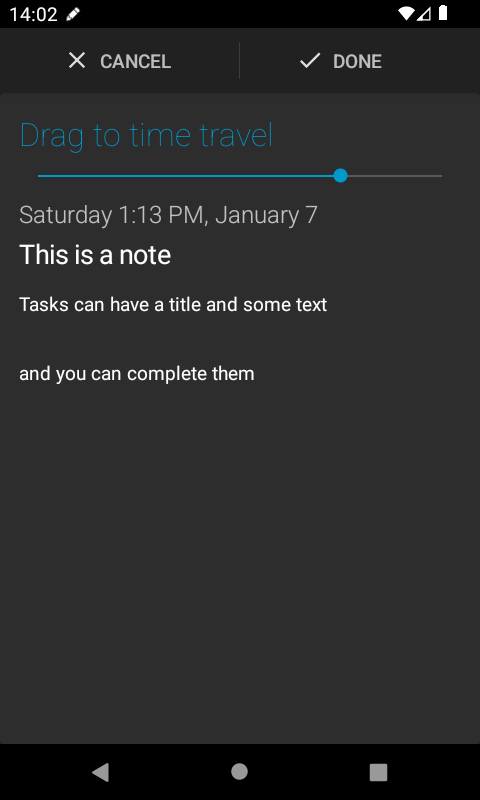 14:02
CANCEL
DONE
Drag to time travel
Saturday 1:13 PM, January 7
This is a note
Tasks can have a title and some text
and you can complete them